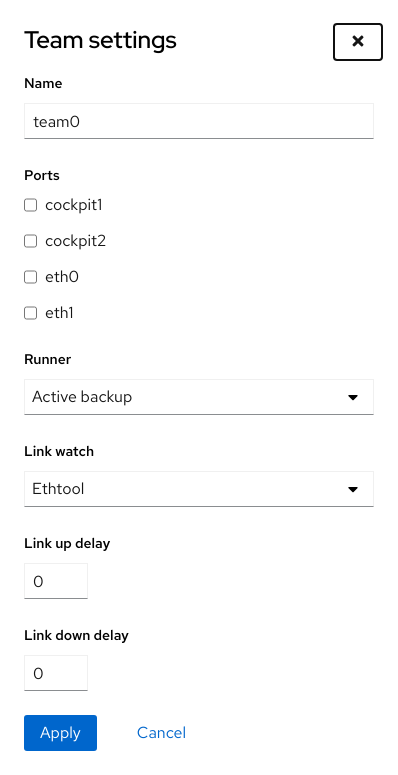 Team settings
Name
team0
Ports
cockpit1
cockpit2
eth0
eth1
Runner
Active backup
Link watch
Ethtool
Link up delay
0
Link down delay
0
Apply Cancel